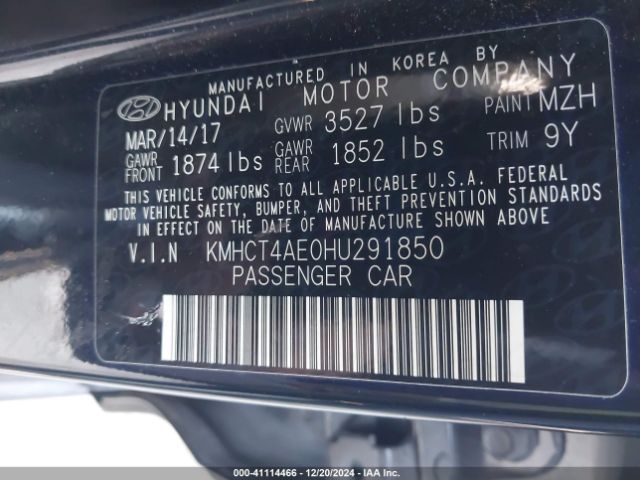 MANUFACTURED IN KOREA BY
HYUNDAI MOTOR COMPANY
MAR/14/17 GVWR 3527 lbs PAINT MZH
GAWR FRONT 1874 lbs GAWR REAR 1852 lbs TRIM 9Y
THIS VEHICLE CONFORMS TO ALL APPLICABLE U.S.A. FEDERAL
MOTOR VEHICLE SAFETY, BUMPER, AND THEFT PREVENTION STANDARDS
IN EFFECT ON THE DATE OF MANUFACTURE SHOWN ABOVE.
V.I.N KMHCT4AE0HU291850
PASSENGER CAR
000-41114466 - 12/20/2024 - IAA Inc.